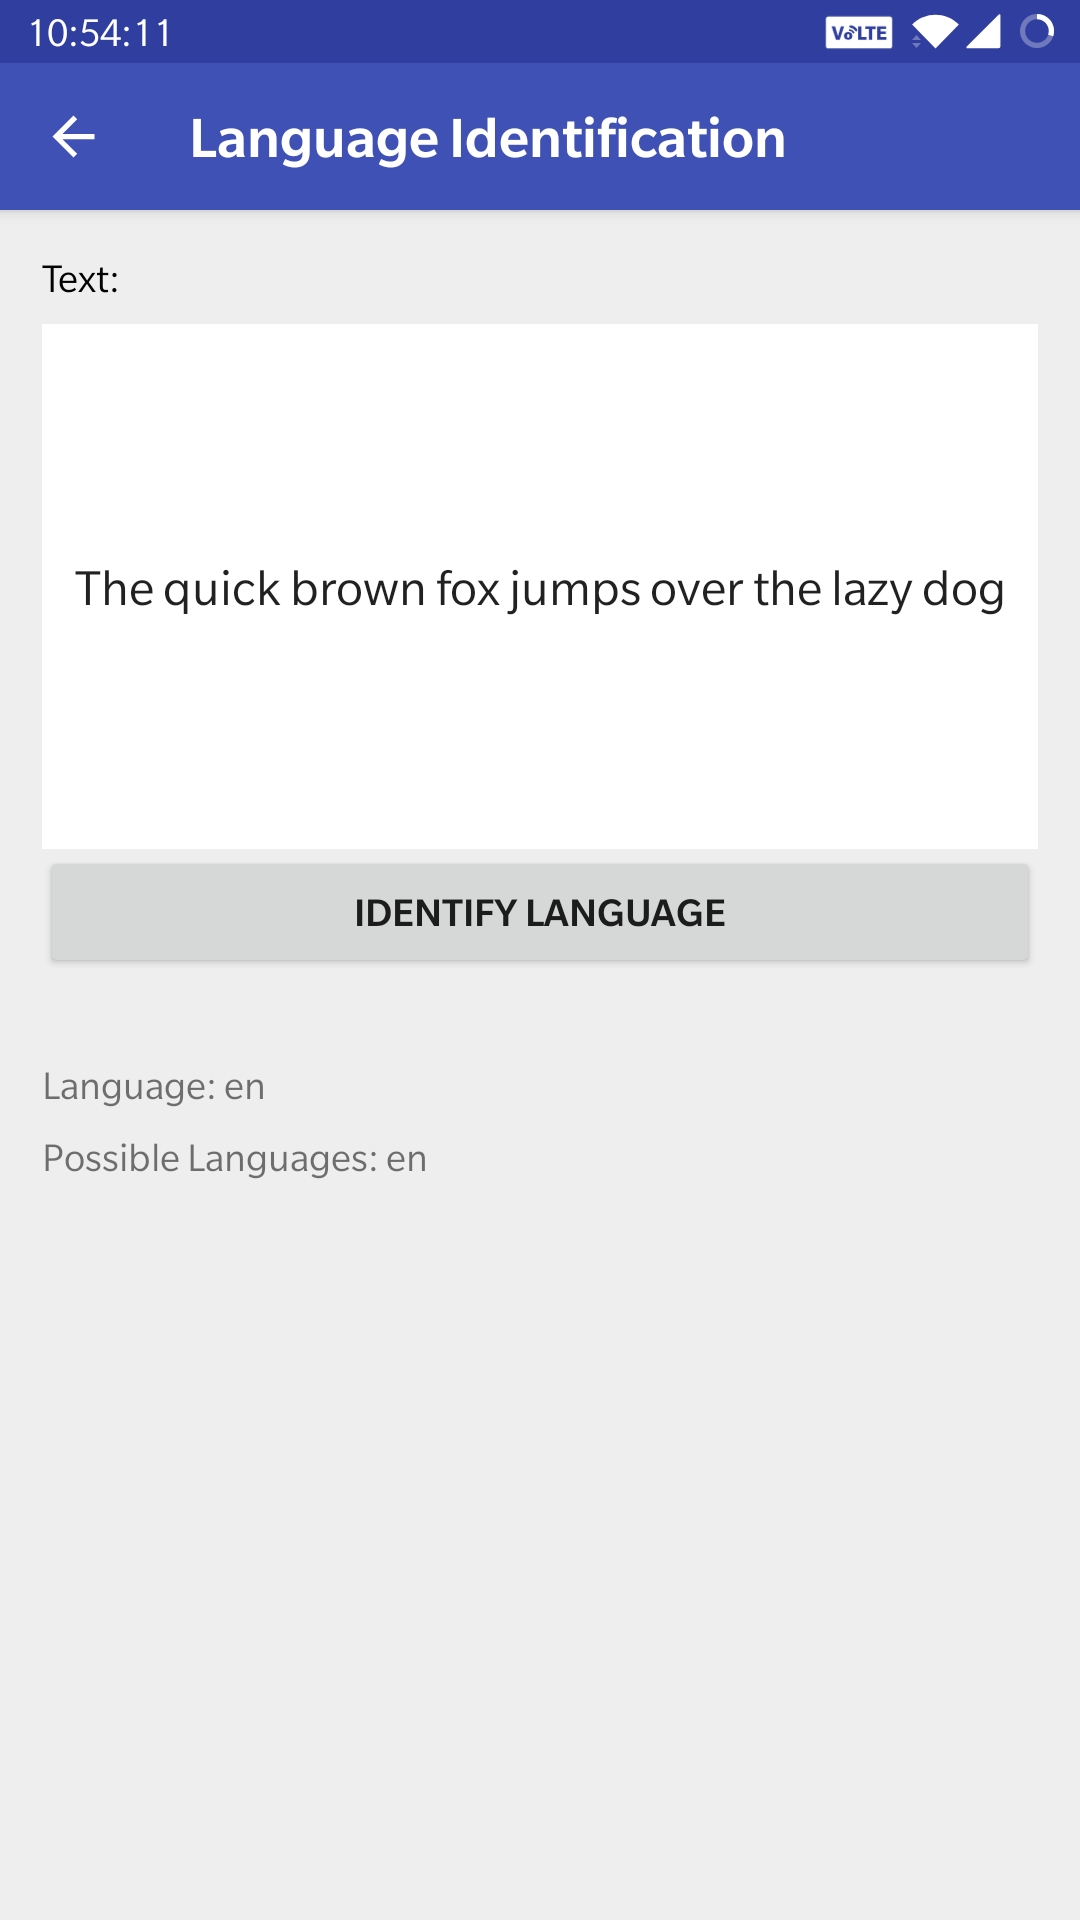 10:54:11 VoLTE
Language Identification
Text:
The quick brown fox jumps over the lazy dog
IDENTIFY LANGUAGE
Language: en
Possible Languages: en